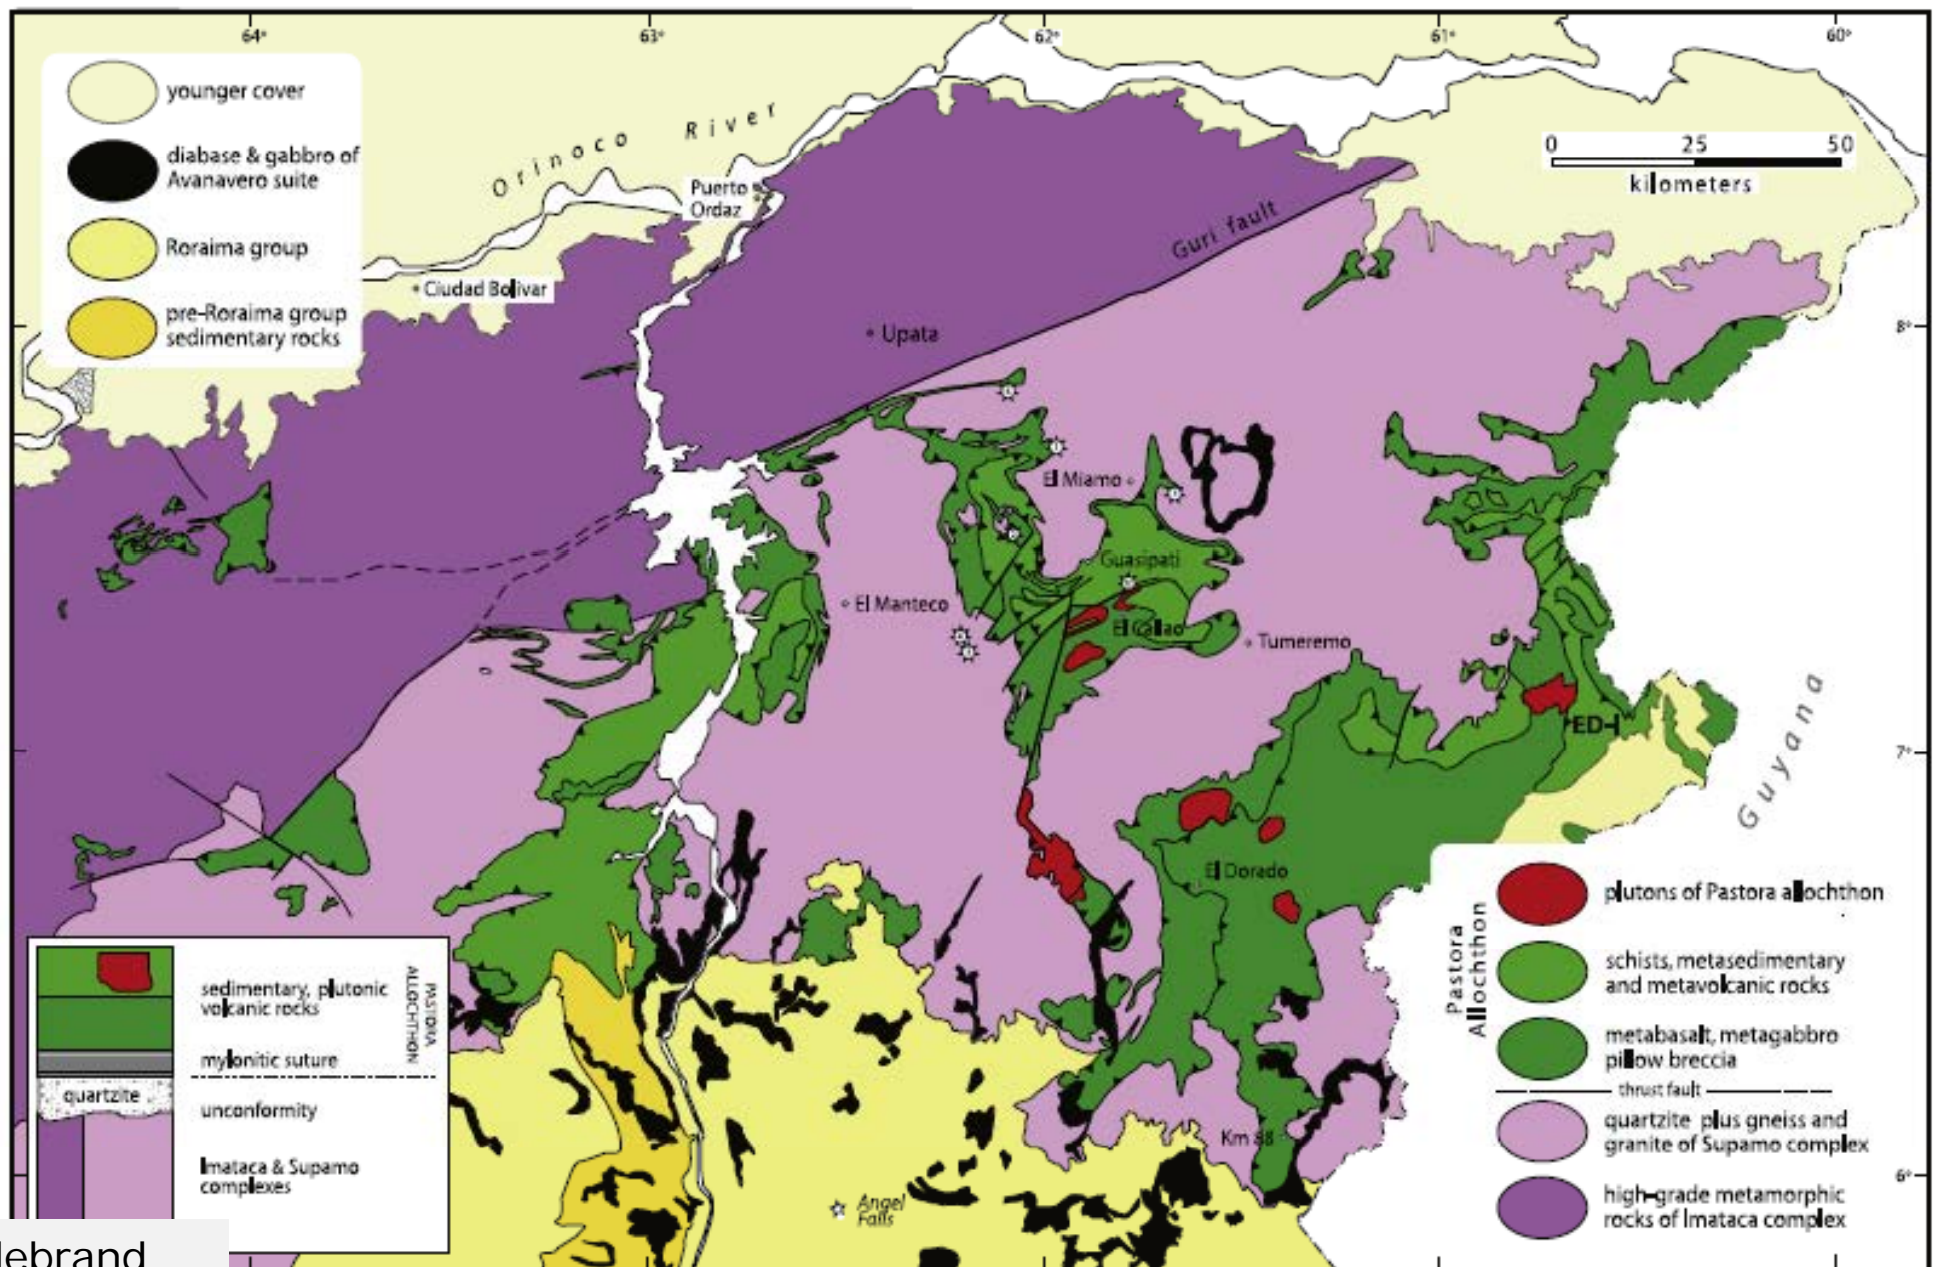 64°
63°
62°
61°
60°
younger cover
diabase & gabbro of
Avanavero suite
Roraima group
pre-Roraima group
sedimentary rocks
Orinoco River
Puerto
Ordaz
Ciudad Bolivar
Upata
Guri fault
0 25 50
kilometers
8°
El Miamo
Guasipati
El Manteco
El Callao
Tumeremo
ED-I
7°
Guyana
El Dorado
Km 88
Angel
Falls
6°
sedimentary, plutonic
volcanic rocks
mylonitic suture
PASTORA
ALLOCHTHON
quartzite
unconformity
Imataca & Supamo
complexes
Pastora
Allochthon
plutons of Pastora allochthon
schists, metasedimentary
and metavolcanic rocks
metabasalt, metagabbro
pillow breccia
thrust fault
quartzite plus gneiss and
granite of Supamo complex
high-grade metamorphic
rocks of Imataca complex
lebrand